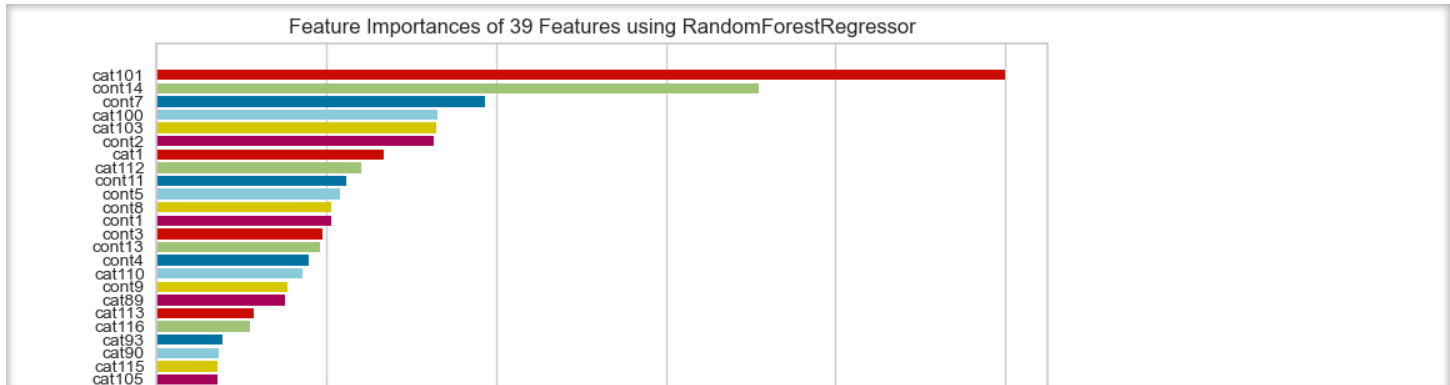 Feature Importances of 39 Features using RandomForestRegressor
cat101
cont14
cont7
cat100
cat103
cont2
cat1
cat112
cont11
cont5
cont8
cont1
cont3
cont13
cont4
cat110
cont9
cat89
cat113
cat116
cat93
cat90
cat115
cat105